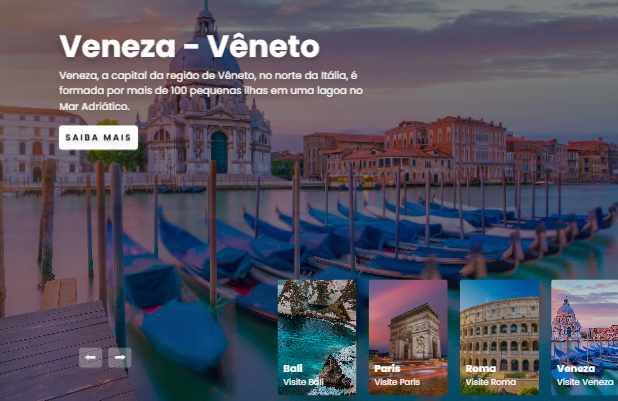 Veneza - Vêneto
Veneza, a capital da região de Vêneto, no norte da Itália, é
formada por mais de 100 pequenas ilhas em uma lagoa no
Mar Adriático.
SAIBA MAIS
Bali
Visite Bali
Paris
Visite Paris
Roma
Visite Roma
Veneza
Visite Veneza